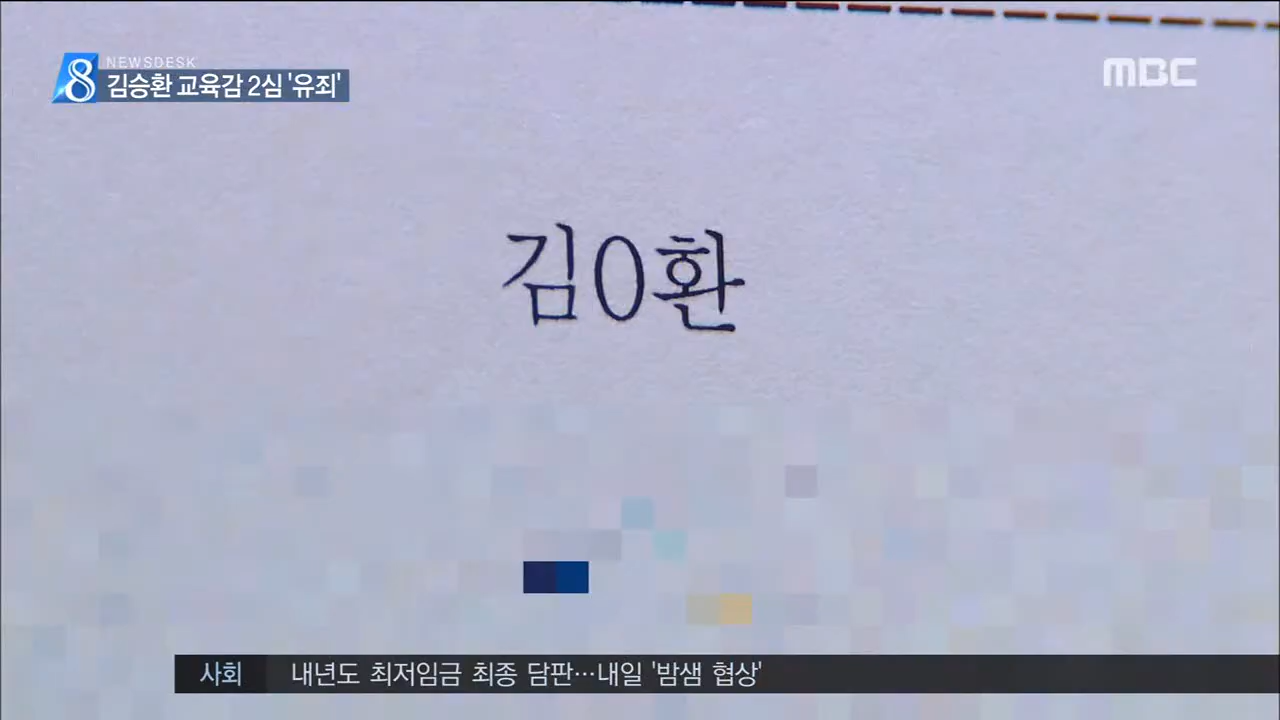 NEWSDESK
8 김승환 교육감 2심 '유죄'
MBC
김O환
사회 내년도 최저임금 최종 담판…내일 '밤샘 협상'